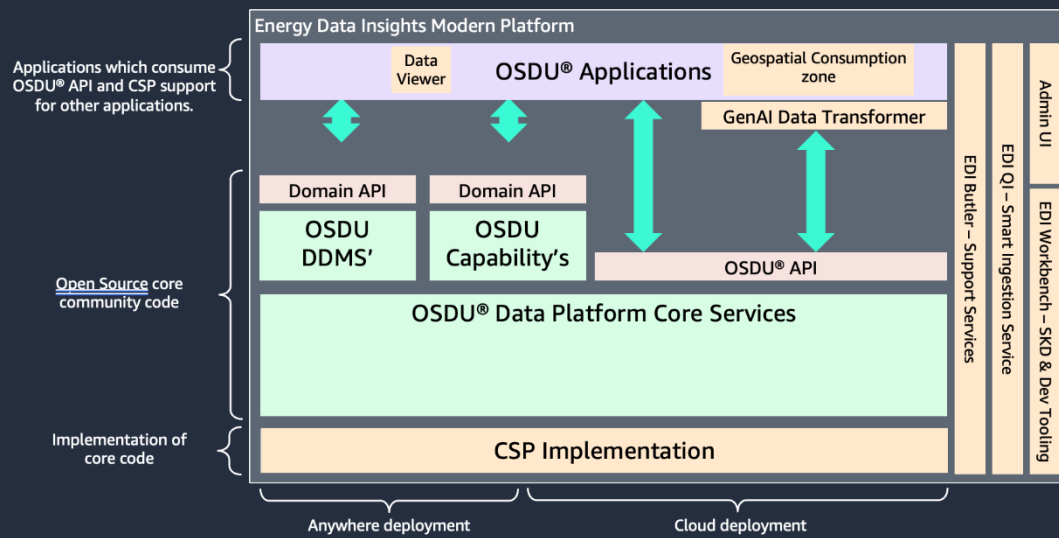 Energy Data Insights Modern Platform
Applications which consume
OSDU® API and CSP support
for other applications.
Data
Viewer
OSDU® Applications
Geospatial Consumption
zone
GenAI Data Transformer
Domain API
Domain API
OSDU
DDMS’
OSDU
Capability’s
OSDU® API
Open Source core
community code
OSDU® Data Platform Core Services
Implementation of
core code
CSP Implementation
EDI Butler – Support Services
EDI QI – Smart Ingestion
Service
Admin UI
EDI Workbench – SKD & Dev Tooling
Anywhere deployment
Cloud deployment